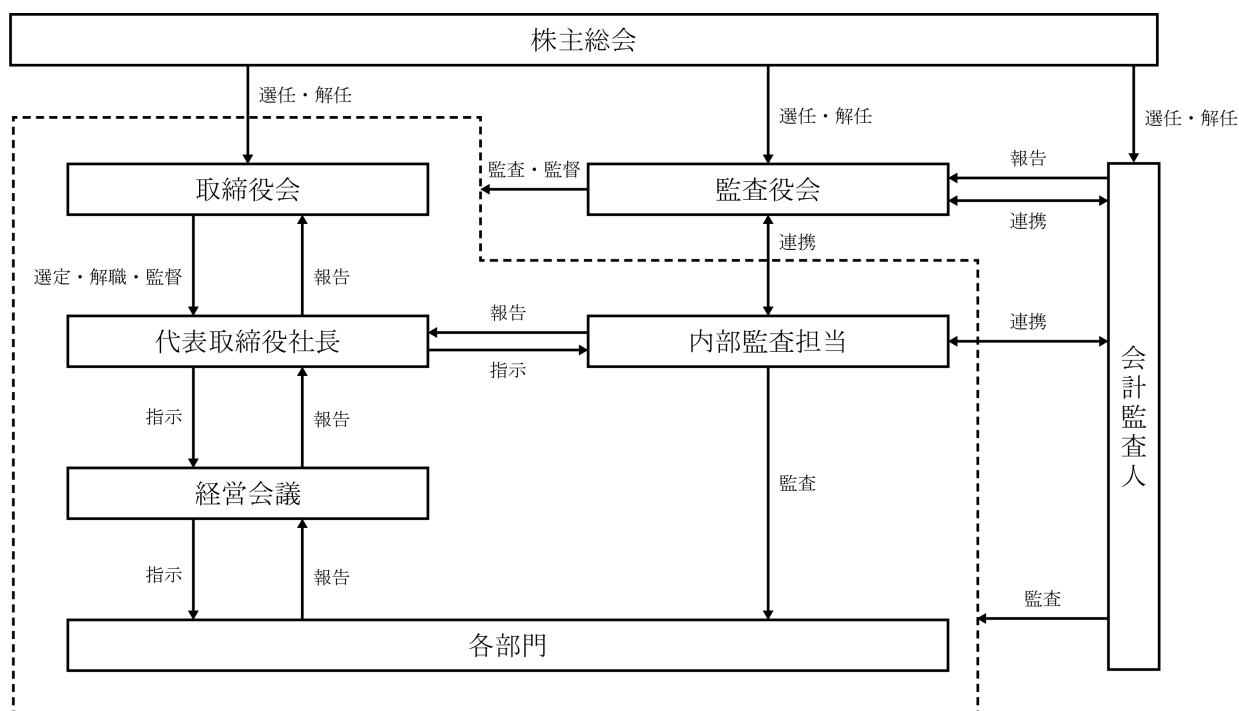 株主総会
選任・解任
選任・解任
選任・解任
取締役会
監査・監督
監査役会
報告
連携
選定・解職・監督
報告
連携
代表取締役社長
報告
指示
内部監査担当
連携
会計監査人
指示
報告
経営会議
監査
指示
報告
監査
各部門